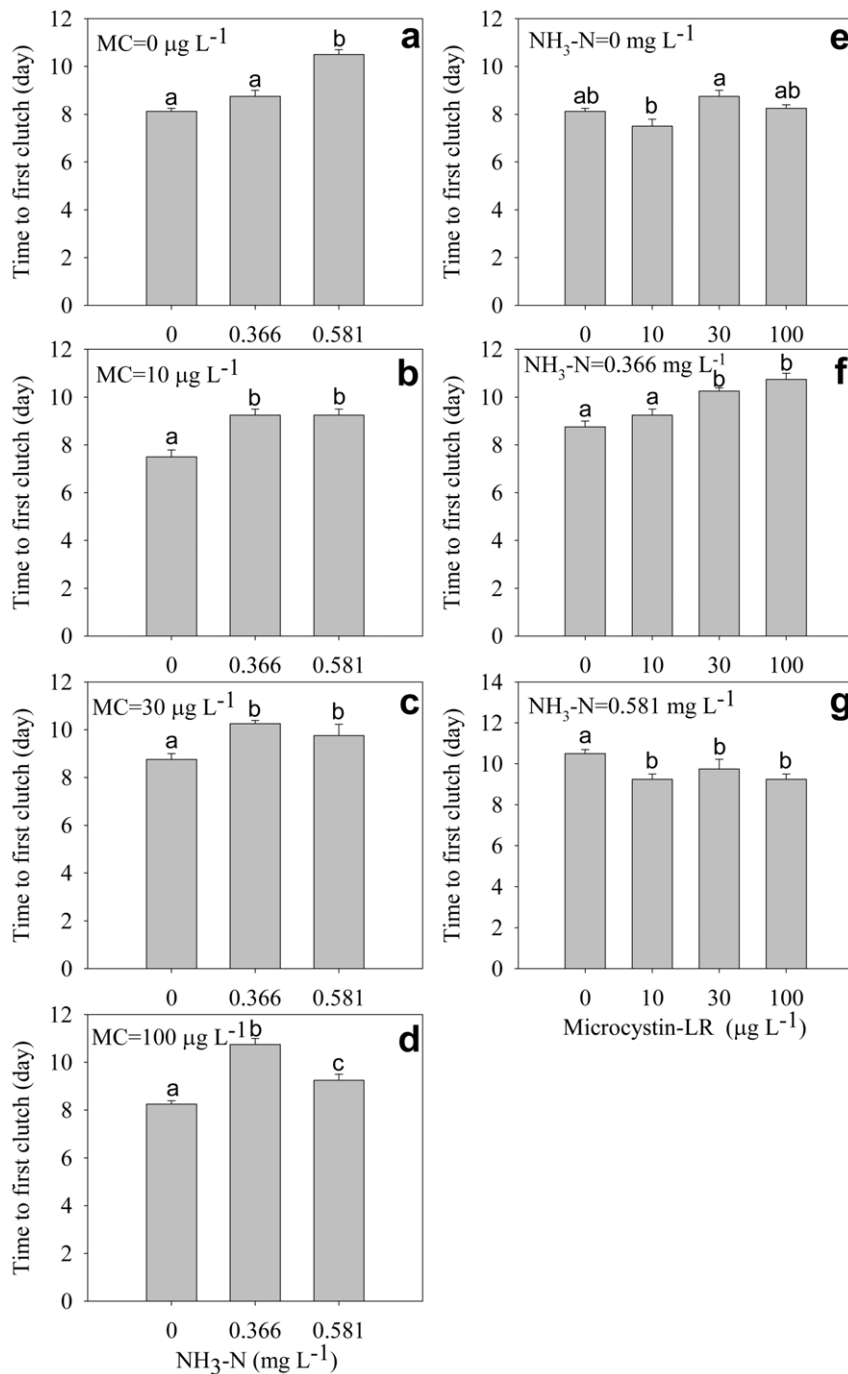 12
MC=0 μg L-1
a
b
10
a
a
8
6
4
2
0
Time to first clutch (day)
0 0.366 0.581
12
MC=10 μg L-1
b
b
b
10
a
8
6
4
2
0
Time to first clutch (day)
0 0.366 0.581
12
MC=30 μg L-1
c
b
b
10
a
8
6
4
2
0
Time to first clutch (day)
0 0.366 0.581
12
MC=100 μg L-1
b
d
10
c
a
8
6
4
2
0
Time to first clutch (day)
0 0.366 0.581
NH3-N (mg L-1)
12
NH3-N=0 mg L-1
e
10
ab b a ab
8
6
4
2
0
Time to first clutch (day)
0 10 30 100
12
NH3-N=0.366 mg L-1
f
a a b b
10
8
6
4
2
0
Time to first clutch (day)
0 10 30 100
14
NH3-N=0.581 mg L-1
g
12
a b b b
10
8
6
4
2
0
Time to first clutch (day)
0 10 30 100
Microcystin-LR (μg L-1)